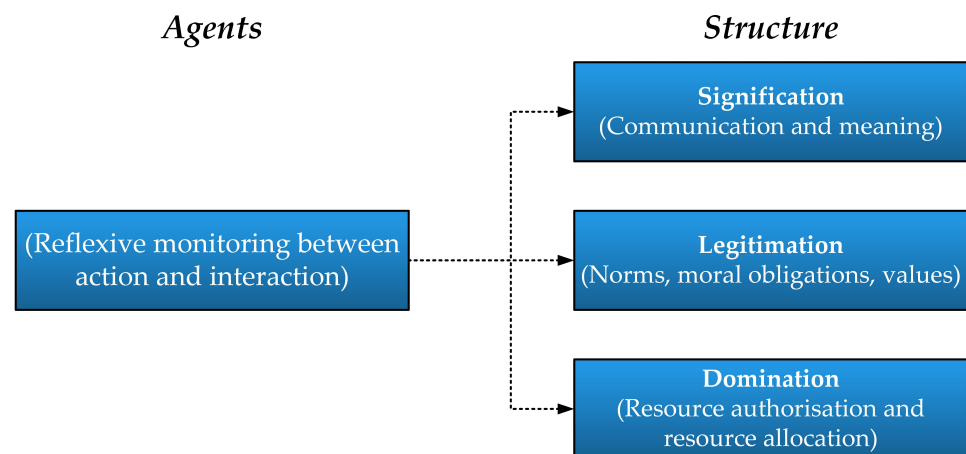 Agents
Structure
Signification
(Communication and meaning)
(Reflexive monitoring between
action and interaction)
Legitimation
(Norms, moral obligations, values)
Domination
(Resource authorisation and
resource allocation)